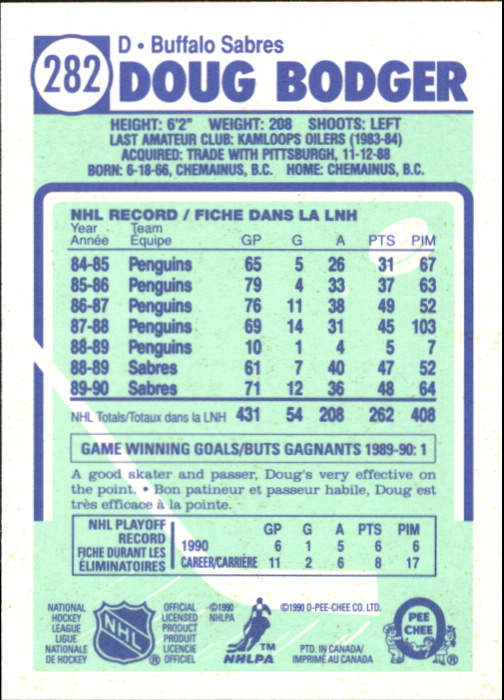 282
D • Buffalo Sabres
DOUG BODGER
HEIGHT: 6'2" WEIGHT: 208 SHOOTS: LEFT
LAST AMATEUR CLUB: KAMLOOPS OILERS (1983-84)
ACQUIRED: TRADE WITH PITTSBURGH, 11-12-88
BORN: 6-18-66, CHEMAINUS, B.C. HOME: CHEMAINUS, B.C.
NHL RECORD / FICHE DANS LA LNH
Year Team
Année Équipe GP G A PTS PIM
84-85 Penguins 65 5 26 31 67
85-86 Penguins 79 4 33 37 63
86-87 Penguins 76 11 38 49 52
87-88 Penguins 69 14 31 45 103
88-89 Penguins 10 1 4 5 7
88-89 Sabres 61 7 40 47 52
89-90 Sabres 71 12 36 48 64
NHL Totals/Totaux dans la LNH 431 54 208 262 408
GAME WINNING GOALS/BUTS GAGNANTS 1989-90: 1
A good skater and passer, Doug's very effective on
the point. • Bon patineur et passeur habile, Doug est
très efficace à la pointe.
NHL PLAYOFF
RECORD
FICHE DURANT LES
ÉLIMINATOIRES
GP G A PTS PIM
1990 6 1 5 6 6
CAREER/CARRIÈRE 11 2 6 8 17
NATIONAL
HOCKEY
LEAGUE
LIGUE
NATIONALE
DE HOCKEY
NHL
®
OFFICIAL
LICENSED
PRODUCT
PRODUIT
LICENCIÉ
OFFICIEL
©1990
NHLPA
TM
NHLPA
©1990 O-PEE-CHEE CO. LTD.
PTD. IN CANADA/
IMPRIMÉ AU CANADA
O
PEE
CHEE
®